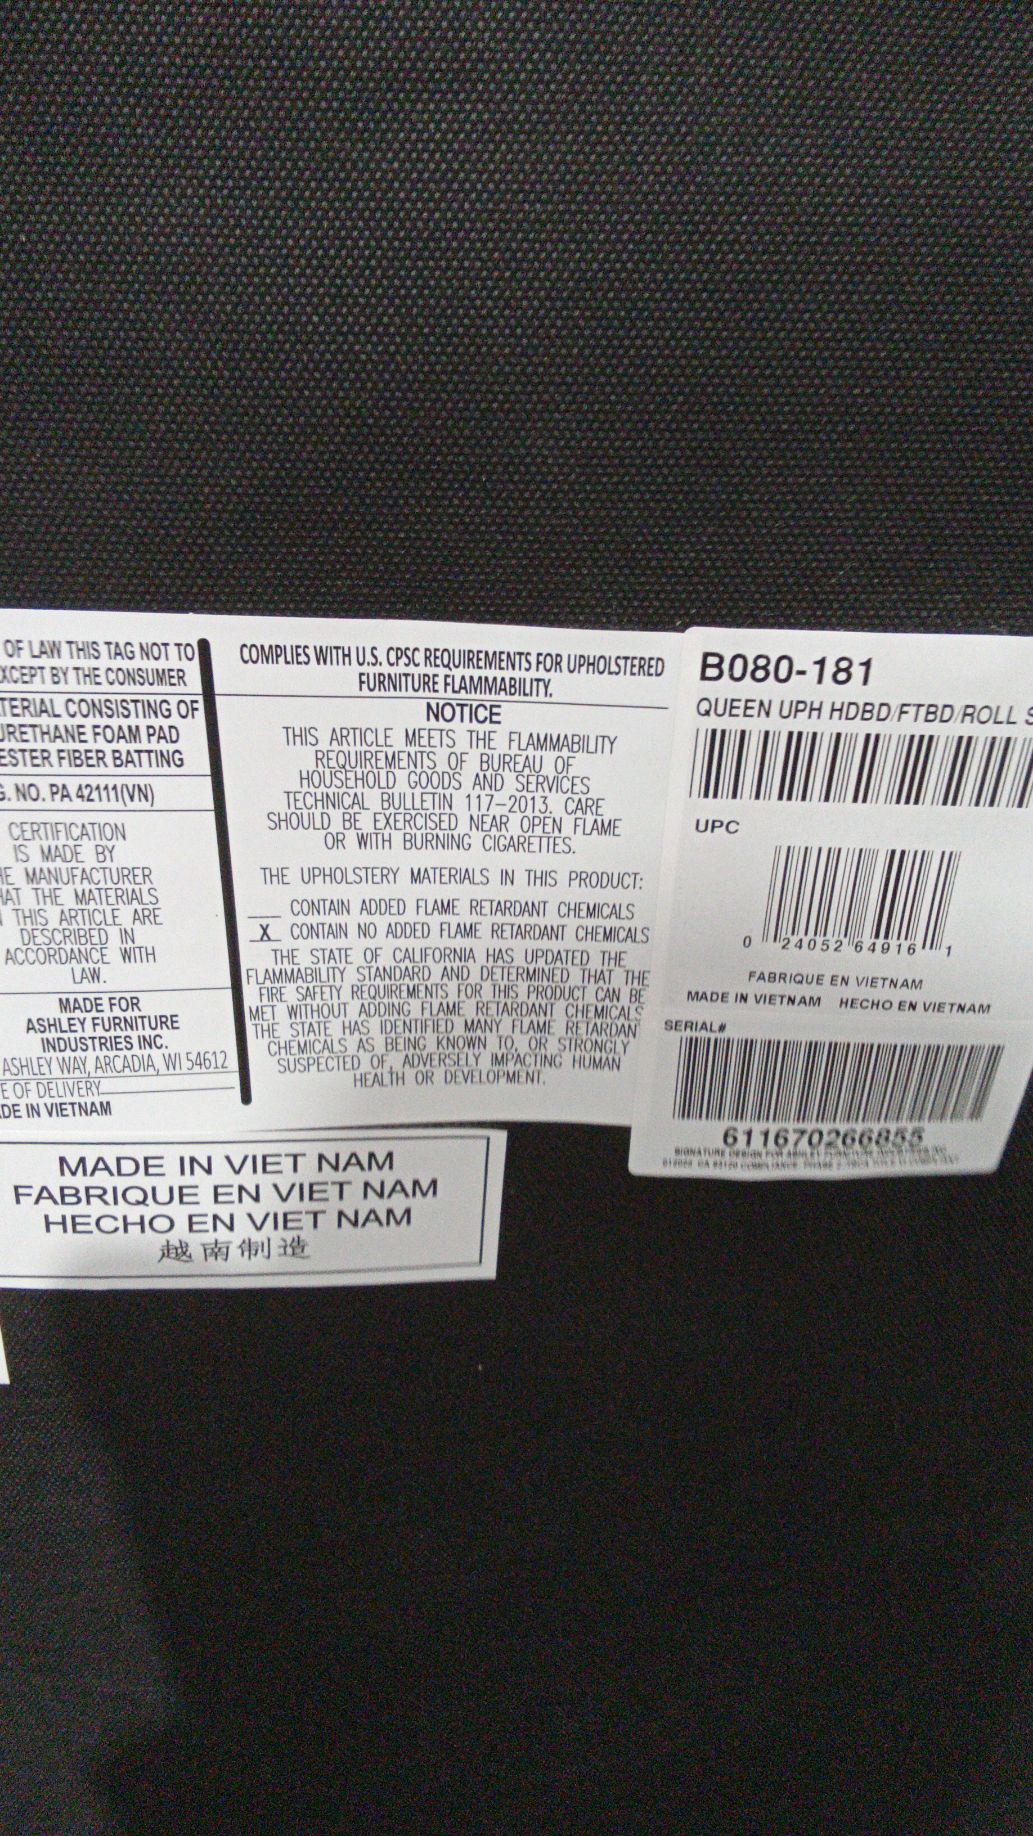 OF LAW THIS TAG NOT TO
EXCEPT BY THE CONSUMER
MATERIAL CONSISTING OF
URETHANE FOAM PAD
ESTER FIBER BATTING
G. NO. PA 42111(VN)
CERTIFICATION
IS MADE BY
HE MANUFACTURER
HAT THE MATERIALS
THIS ARTICLE ARE
DESCRIBED IN
ACCORDANCE WITH
LAW.
MADE FOR
ASHLEY FURNITURE
INDUSTRIES INC.
ASHLEY WAY, ARCADIA, WI 54612
E OF DELIVERY
DE IN VIETNAM
COMPLIES WITH U.S. CPSC REQUIREMENTS FOR UPHOLSTERED
FURNITURE FLAMMABILITY.
NOTICE
THIS ARTICLE MEETS THE FLAMMABILITY
REQUIREMENTS OF BUREAU OF
HOUSEHOLD GOODS AND SERVICES
TECHNICAL BULLETIN 117-2013. CARE
SHOULD BE EXERCISED NEAR OPEN FLAME
OR WITH BURNING CIGARETTES.
THE UPHOLSTERY MATERIALS IN THIS PRODUCT:
___ CONTAIN ADDED FLAME RETARDANT CHEMICALS
X CONTAIN NO ADDED FLAME RETARDANT CHEMICALS
THE STATE OF CALIFORNIA HAS UPDATED THE
FLAMMABILITY STANDARD AND DETERMINED THAT THE
FIRE SAFETY REQUIREMENTS FOR THIS PRODUCT CAN BE
MET WITHOUT ADDING FLAME RETARDANT CHEMICALS
THE STATE HAS IDENTIFIED MANY FLAME RETARDAN
CHEMICALS AS BEING KNOWN TO, OR STRONGLY
SUSPECTED OF, ADVERSELY IMPACTING HUMAN
HEALTH OR DEVELOPMENT.
B080-181
QUEEN UPH HDBD/FTBD/ROLL S
UPC
0 24052 64916 1
FABRIQUE EN VIETNAM
MADE IN VIETNAM HECHO EN VIETNAM
SERIAL#
611670266855
SIGNATURE DESIGN FOR ASHLEY FURNITURE
MADE IN VIET NAM
FABRIQUE EN VIET NAM
HECHO EN VIET NAM
越南制造